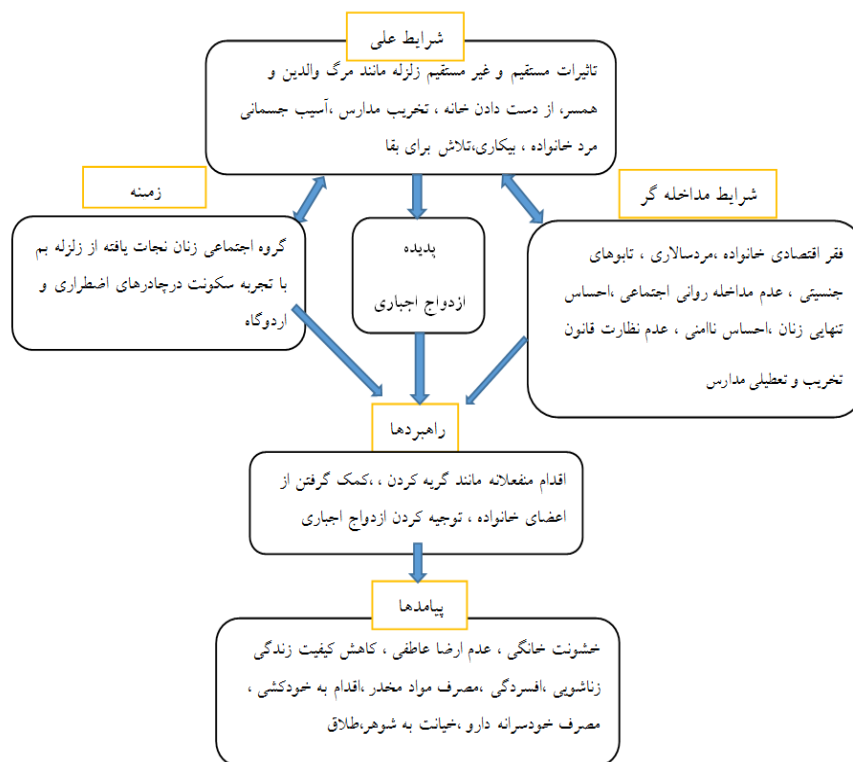 شرایط علی
تاثیرات مستقیم و غیر مستقیم زلزله مانند مرگ والدین و
همسر، از دست دادن خانه ، تخریب مدارس ،آسیب جسمانی
مرد خانواده ، بیکاری،تلاش برای بقا
شرایط مداخله گر
فقر اقتصادی خانواده ،مردسالاری ، تابوهای
جنسیتی ، عدم مداخله روانی اجتماعی ،احساس
تنهایی زنان ،احساس ناامنی ، عدم نظارت قانون
تخریب و تعطیلی مدارس
پدیده
ازدواج اجباری
زمینه
گروه اجتماعی زنان نجات یافته از زلزله بم
با تجربه سکونت درچادرهای اضطراری و
اردوگاه
راهبردها
اقدام منفعلانه مانند گریه کردن ، ،کمک گرفتن از
اعضای خانواده ، توجیه کردن ازدواج اجباری
پیامدها
خشونت خانگی ، عدم ارضا عاطفی ، کاهش کیفیت زندگی
زناشویی ،افسردگی ،مصرف مواد مخدر ،اقدام به خودکشی ،
مصرف خودسرانه دارو ،خیانت به شوهر،طلاق